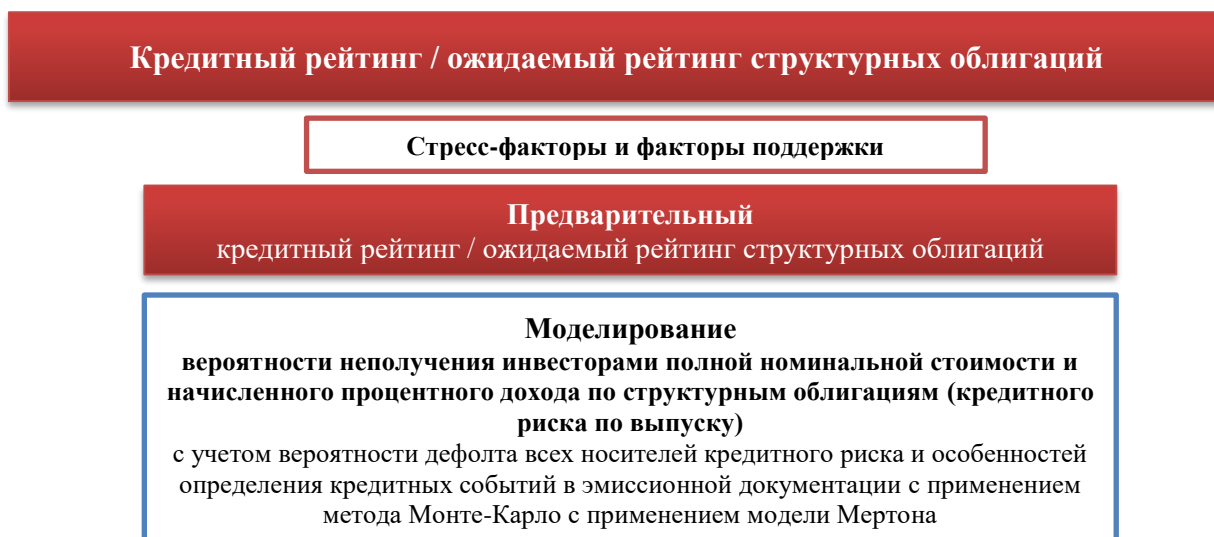 Кредитный рейтинг / ожидаемый рейтинг структурных облигаций
Стресс-факторы и факторы поддержки
Предварительный
кредитный рейтинг / ожидаемый рейтинг структурных облигаций
Моделирование
вероятности неполучения инвесторами полной номинальной стоимости и
начисленного процентного дохода по структурным облигациям (кредитного
риска по выпуску)
с учетом вероятности дефолта всех носителей кредитного риска и особенностей
определения кредитных событий в эмиссионной документации с применением
метода Монте-Карло с применением модели Мертона